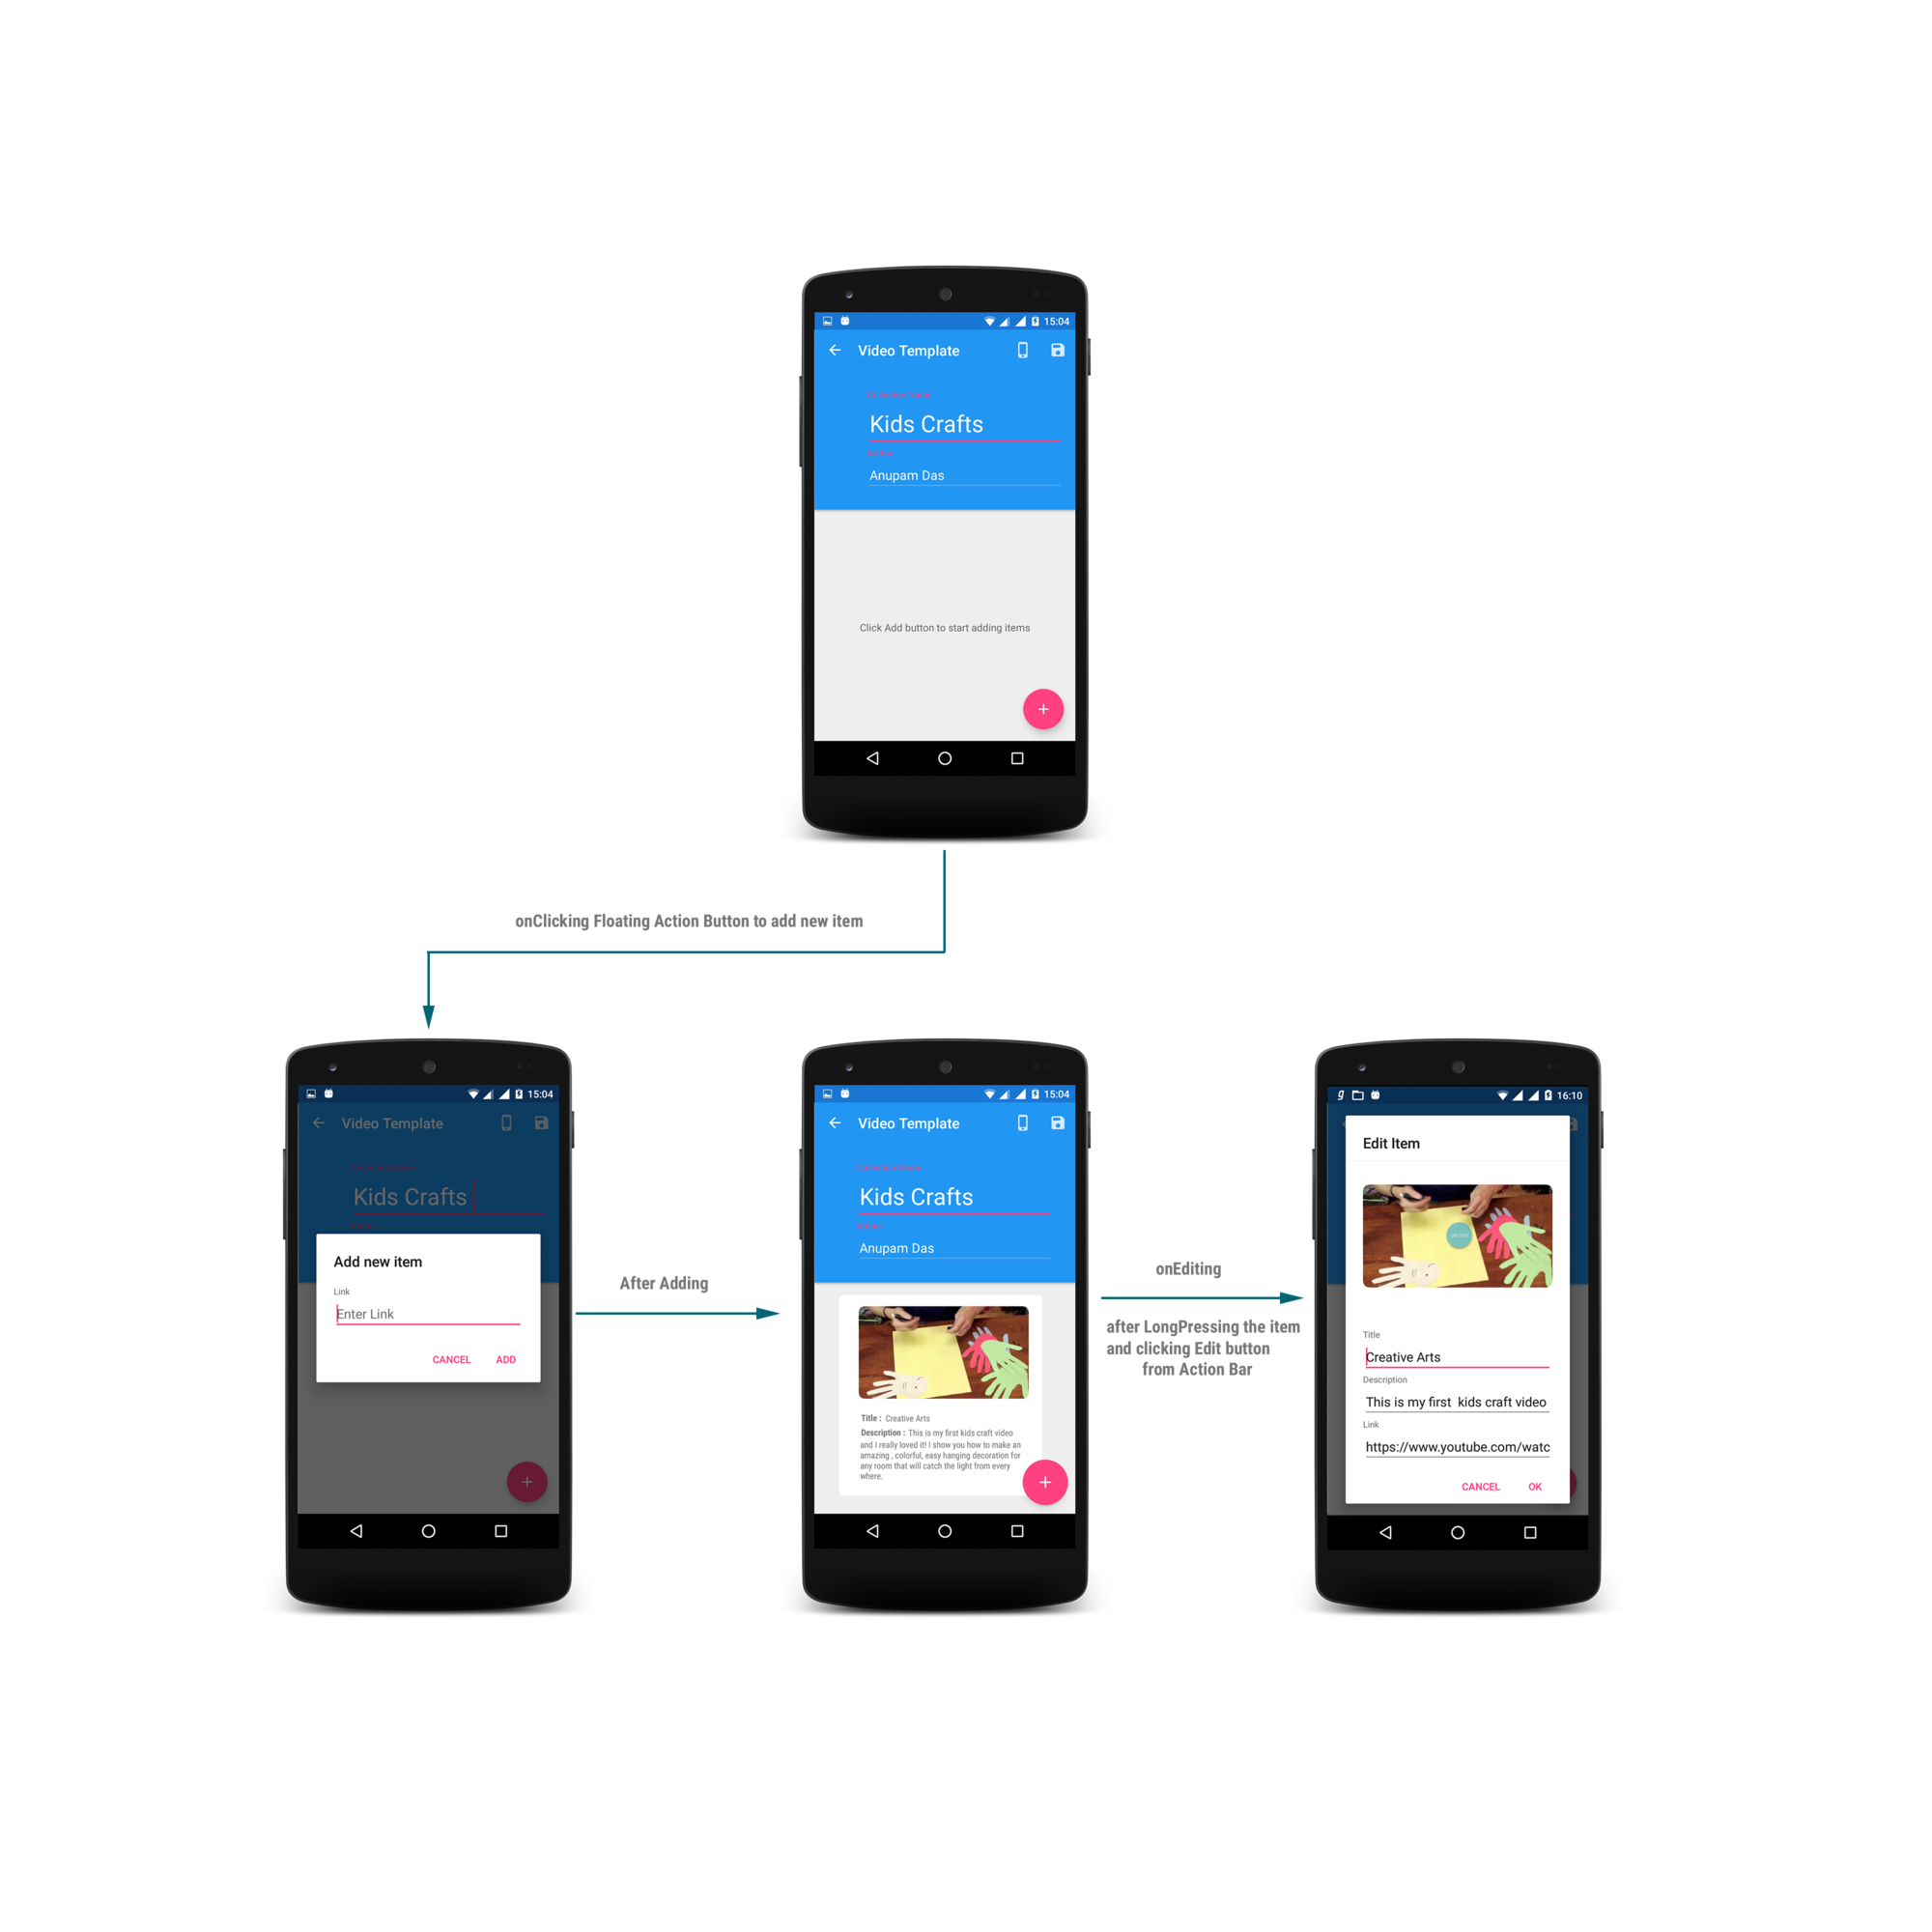 15:04
Video Template
Collection Name
Kids Crafts
Author
Anupam Das
Click Add button to start adding items
+
onClicking Floating Action Button to add new item
15:04
Video Template
Collection Name
Kids Crafts
Author
Add new item
Link
Enter Link
CANCEL ADD
+
After Adding
15:04
Video Template
Collection Name
Kids Crafts
Author
Anupam Das
Title : Creative Arts
Description : This is my first kids craft video
and I really loved it! I show you how to make an
amazing , colorful, easy hanging decoration for
any room that will catch the light from every
where.
+
onEditing
after LongPressing the item
and clicking Edit button
from Action Bar
g 16:10
Edit Item
UPLOAD
Title
Creative Arts
Description
This is my first  kids craft video
Link
https://www.youtube.com/watc
CANCEL OK